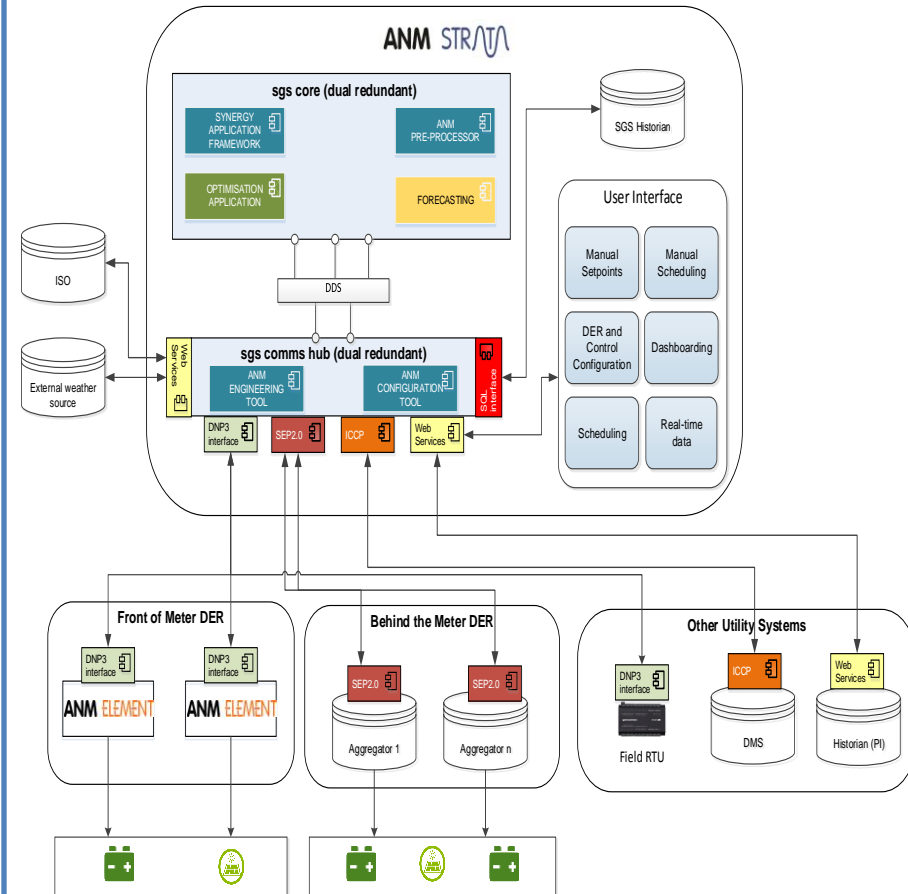 ANM STRATA
sgs core (dual redundant)
SYNERGY
APPLICATION
FRAMEWORK
ANM
PRE-PROCESSOR
OPTIMISATION
APPLICATION
FORECASTING
SGS Historian
User Interface
Manual
Setpoints
Manual
Scheduling
DER and
Control
Configuration
Dashboarding
Scheduling
Real-time
data
ISO
External weather
source
DDS
Web
Services
sgs comms hub (dual redundant)
ANM
ENGINEERING
TOOL
ANM
CONFIGURATION
TOOL
SQL
interface
DNP3
interface
SEP2.0
ICCP
Web
Services
Front of Meter DER
DNP3
interface
ANM ELEMENT
DNP3
interface
ANM ELEMENT
Behind the Meter DER
SEP2.0
Aggregator 1
SEP2.0
Aggregator n
Other Utility Systems
DNP3
interface
Field RTU
ICCP
DMS
Web
Services
Historian (PI)